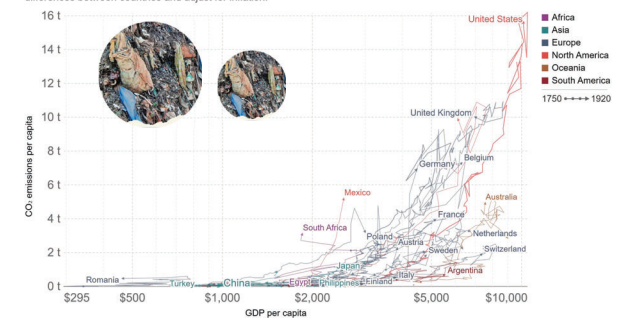 differences between countries and adjust for inflation.
16 t
14 t
12 t
10 t
8 t
6 t
4 t
2 t
0 t
CO₂ emissions per capita
United States
United Kingdom
Belgium
Germany
Mexico
Australia
South Africa
France
Poland
Netherlands
Austria
Sweden
Switzerland
Japan
Romania
Turkey
China
Egypt
Philippines
Finland
Italy
Argentina
$295
$500
$1,000
$2,000
$5,000
$10,000
GDP per capita
Africa
Asia
Europe
North America
Oceania
South America
1750
1920